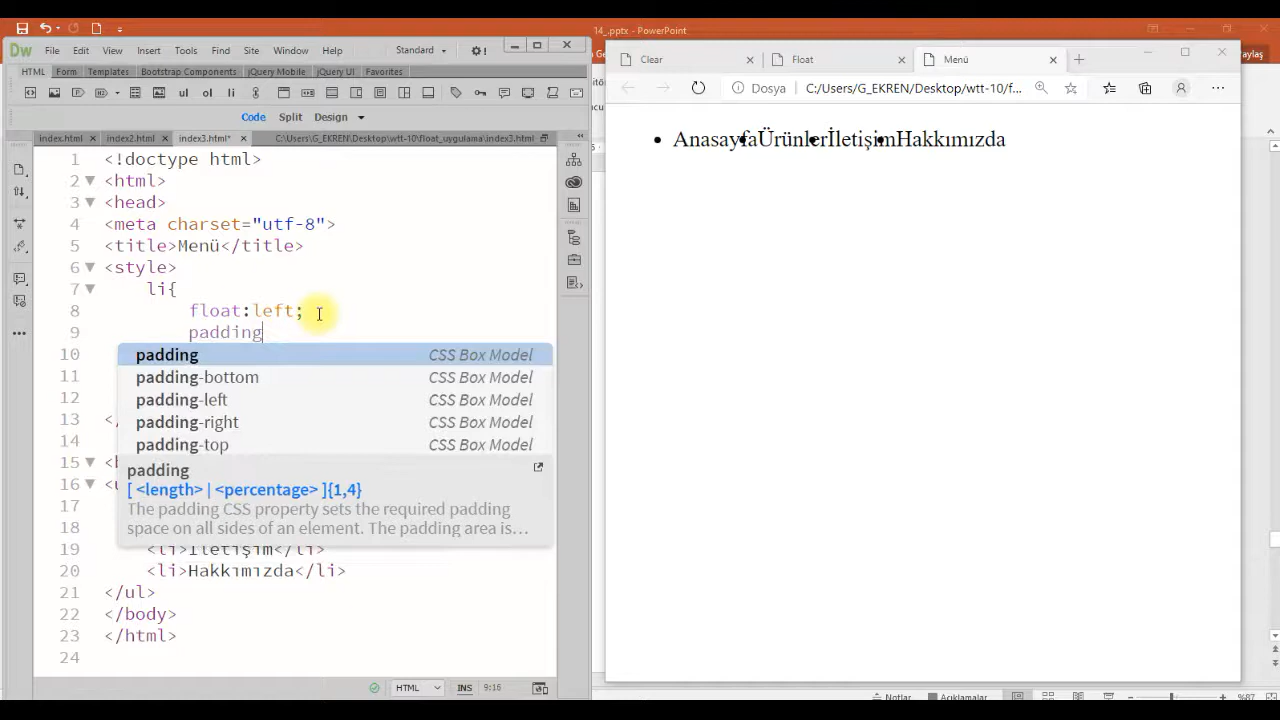 14_.pptx - PowerPoint
Dw File Edit View Insert Tools Find Site Window Help Standard
HTML Form Templates Bootstrap Components jQuery Mobile jQuery UI Favorites
ul ol li
Code Split Design
index.html index2.html index3.html* C:\Users\G_EKREN\Desktop\wtt-10\float_uygulama\index3.html
1 <!doctype html>
2 <html>
3 <head>
4 <meta charset="utf-8">
5 <title>Menü</title>
6 <style>
7 li{
8 float:left;
9 padding
10
11
12
13
14
15
16
17
18
19 <li>İletişim</li>
20 <li>Hakkımızda</li>
21 </ul>
22 </body>
23 </html>
24
padding CSS Box Model
padding-bottom CSS Box Model
padding-left CSS Box Model
padding-right CSS Box Model
padding-top CSS Box Model
padding
[ <length> | <percentage> ]{1,4}
The padding CSS property sets the required padding
space on all sides of an element. The padding area is…
HTML INS 9:16
Clear Float Menü
Dosya C:/Users/G_EKREN/Desktop/wtt-10/f...
• AnasayfaÜrünlerİletişimHakkımızda
Notlar Açıklamalar %87